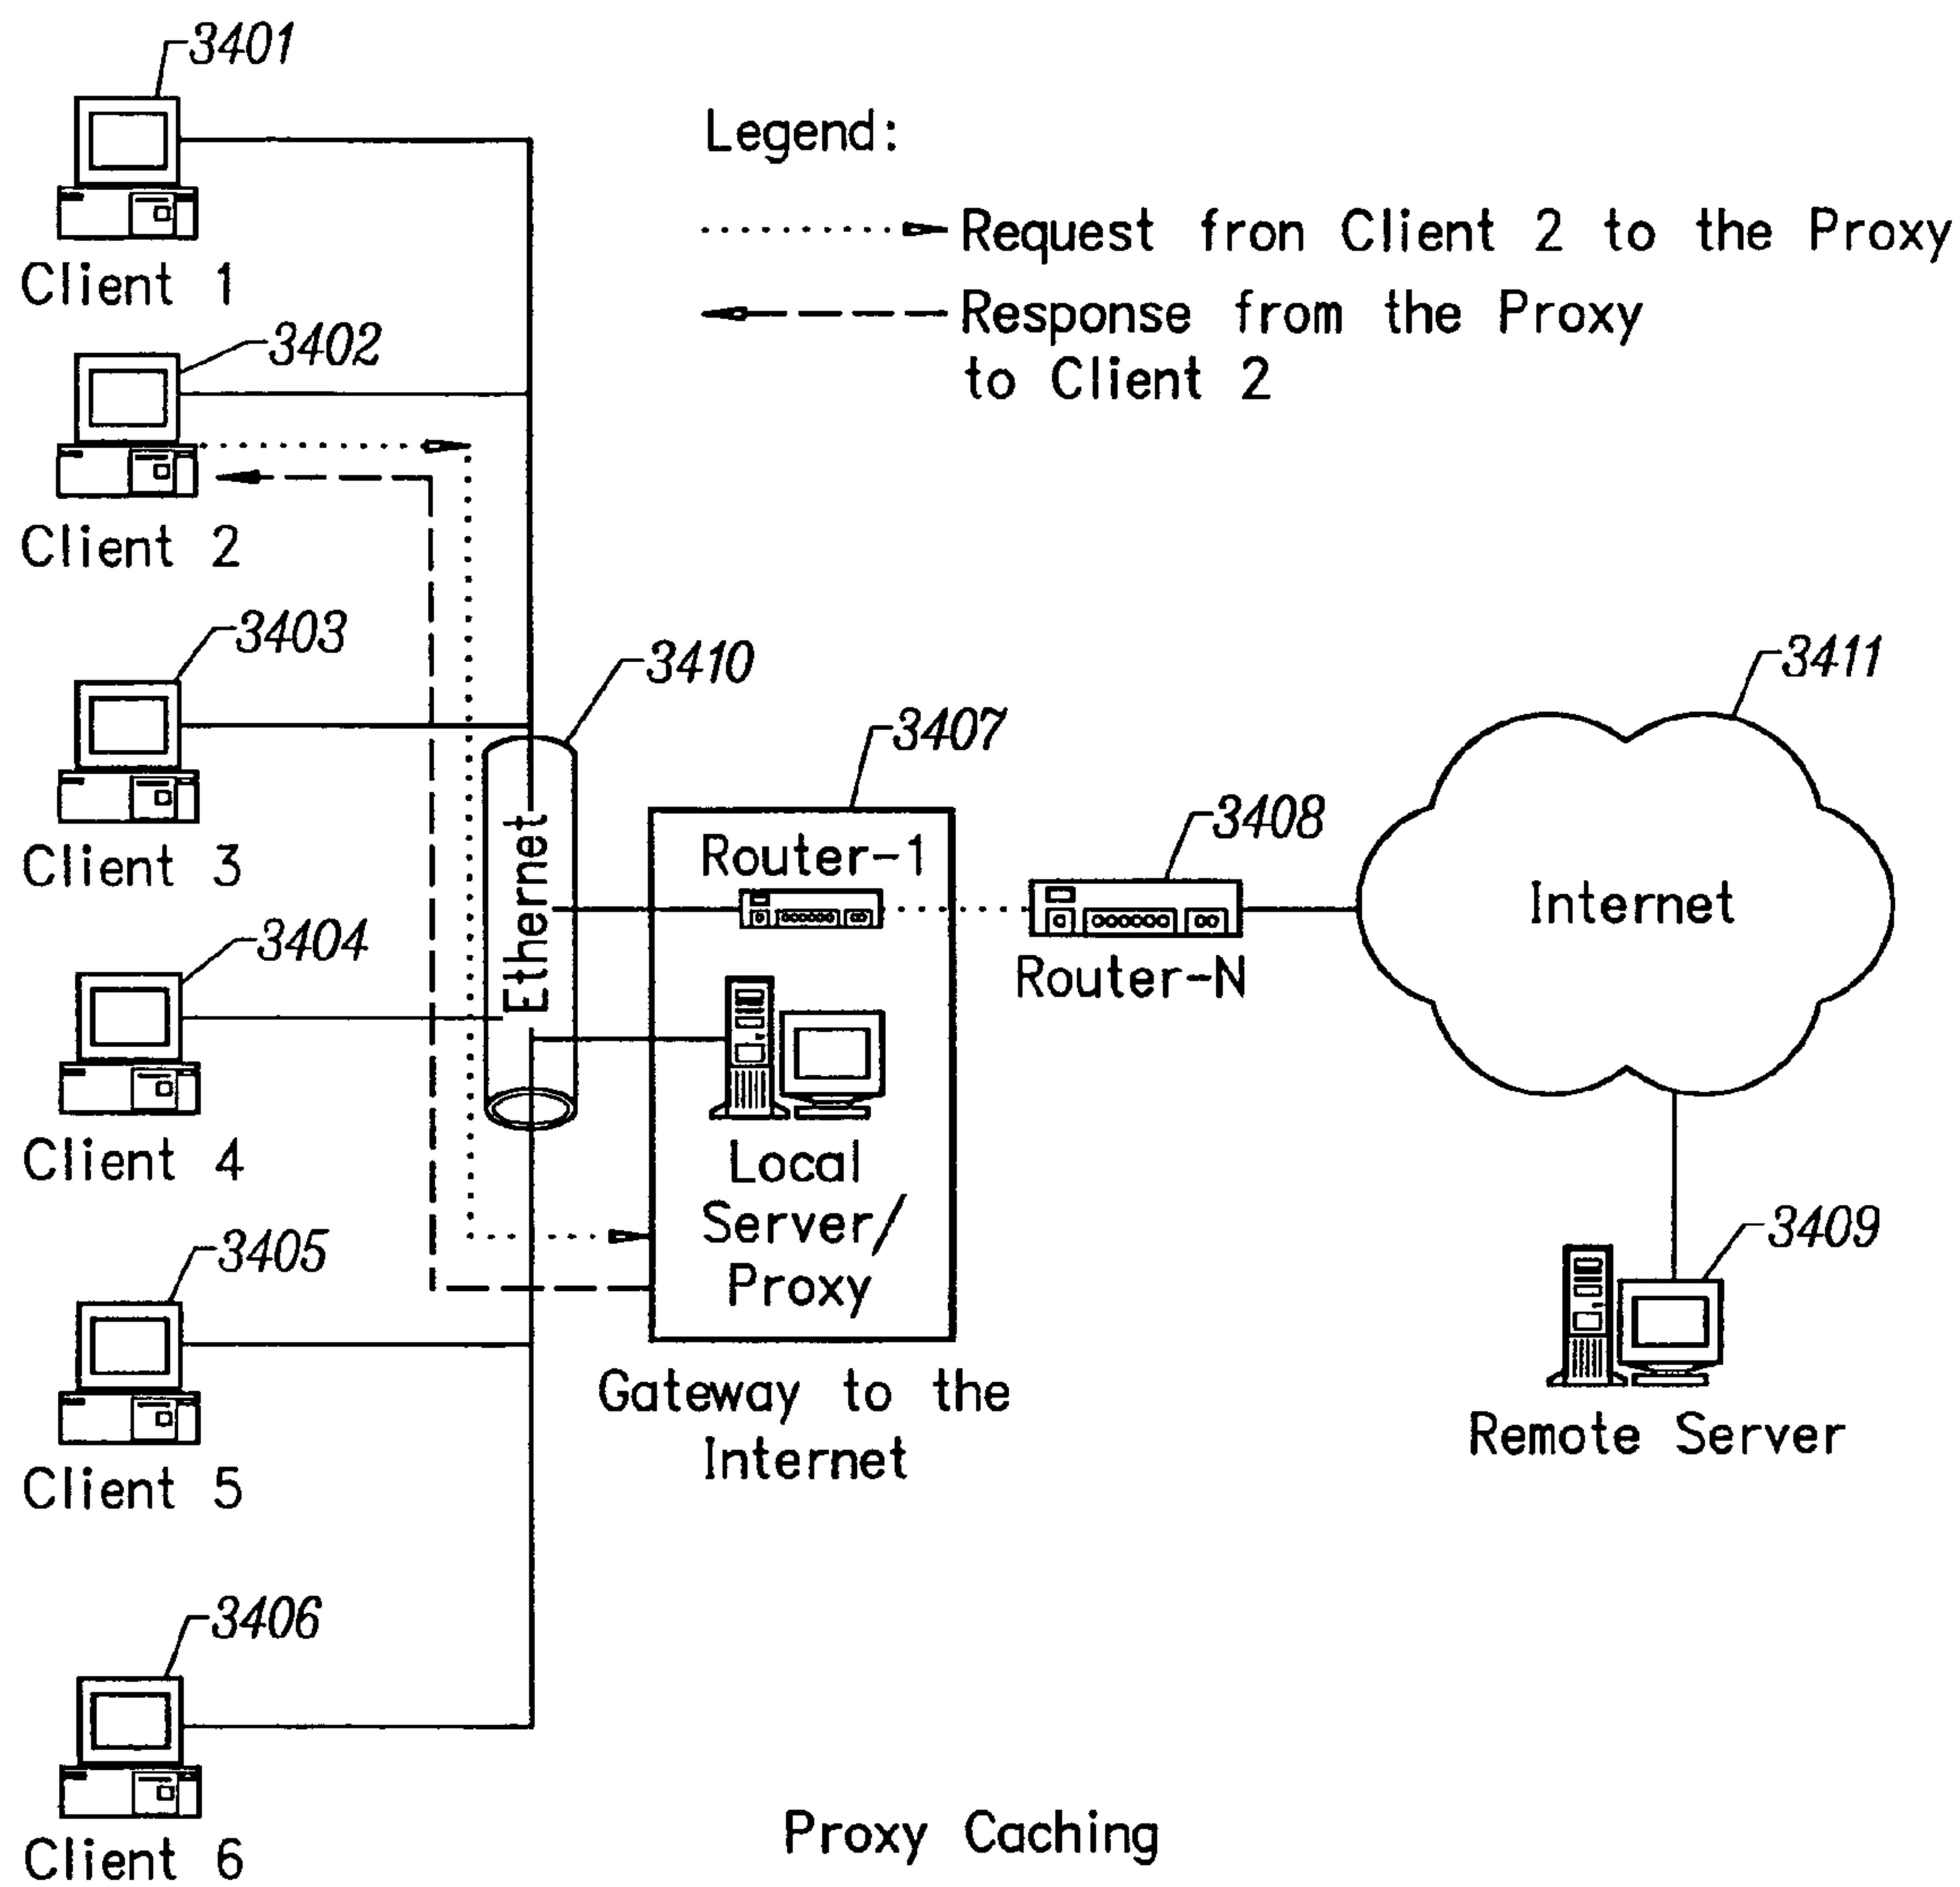 3401
Client 1
Legend:
Request fron Client 2 to the Proxy
Response from the Proxy
to Client 2
3402
Client 2
3403
Client 3
3410
Ethernet
3407
Router-1
3408
Router-N
3411
Internet
3404
Client 4
Local
Server/
Proxy
Gateway to the
Internet
3409
Remote Server
3405
Client 5
3406
Client 6
Proxy Caching